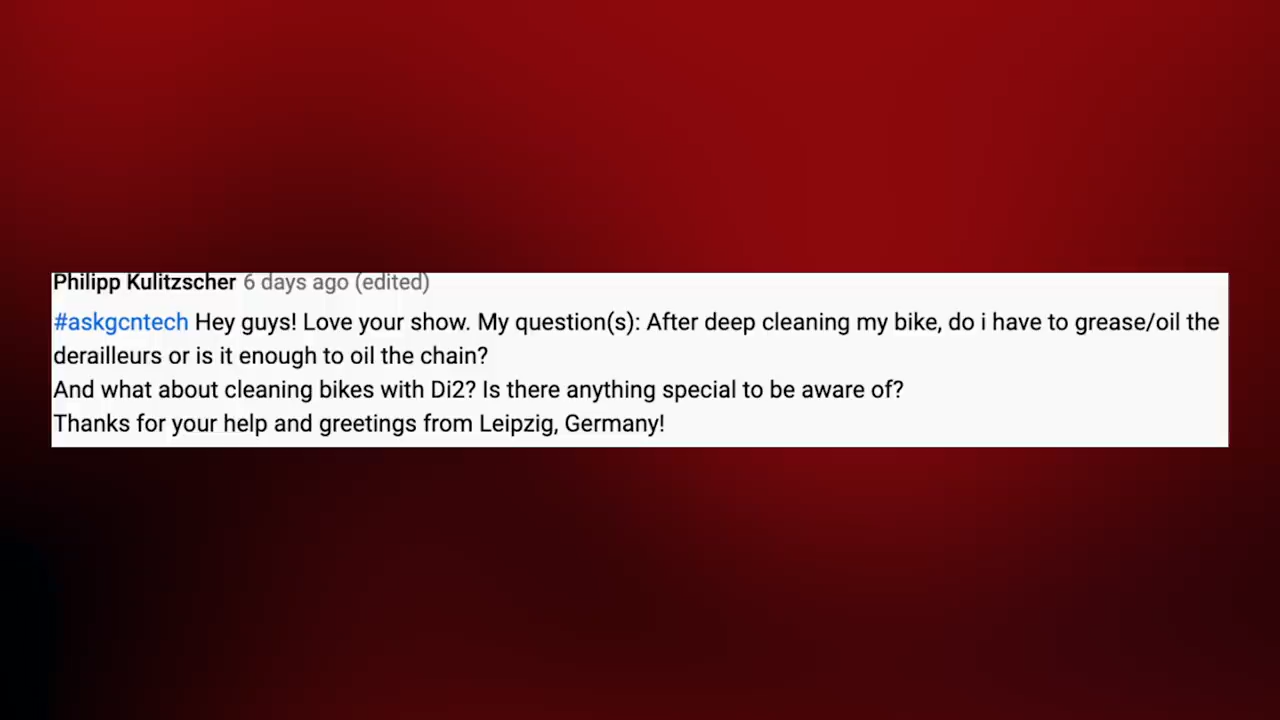 Philipp Kulitzscher 6 days ago (edited)
#askgcntech Hey guys! Love your show. My question(s): After deep cleaning my bike, do i have to grease/oil the
derailleurs or is it enough to oil the chain?
And what about cleaning bikes with Di2? Is there anything special to be aware of?
Thanks for your help and greetings from Leipzig, Germany!